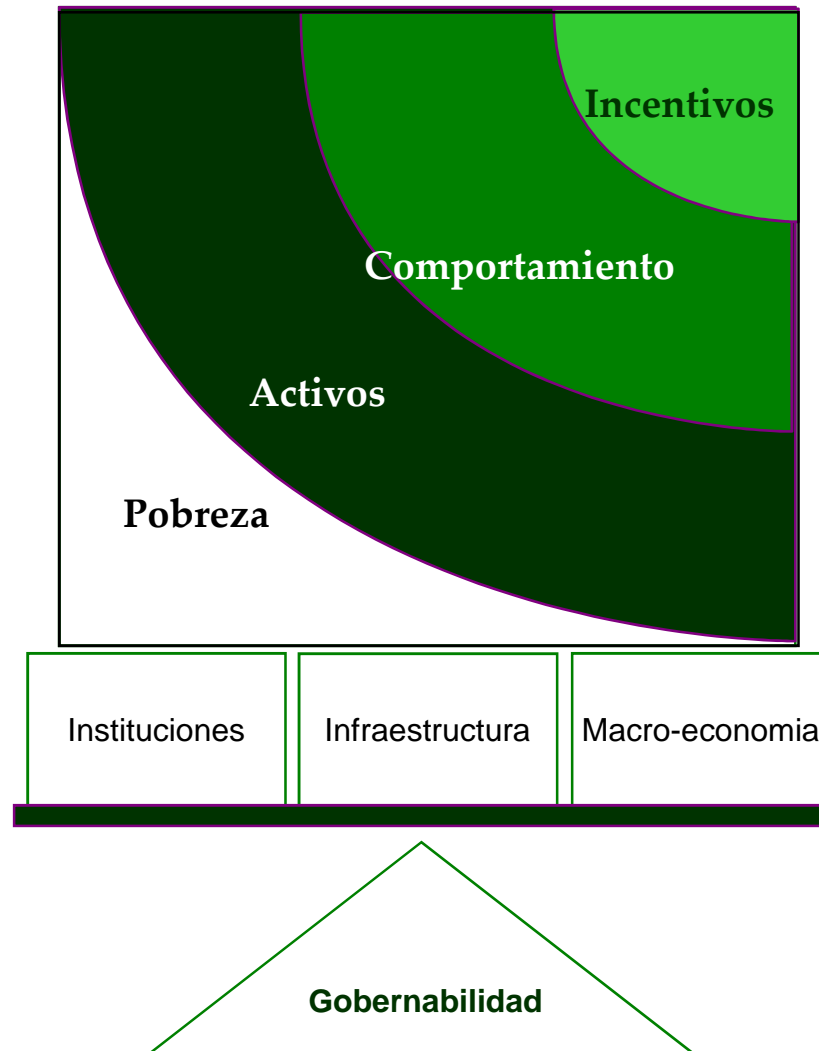 Incentivos
Comportamiento
Activos
Pobreza
Instituciones
Infraestructura
Macro-economia
Gobernabilidad